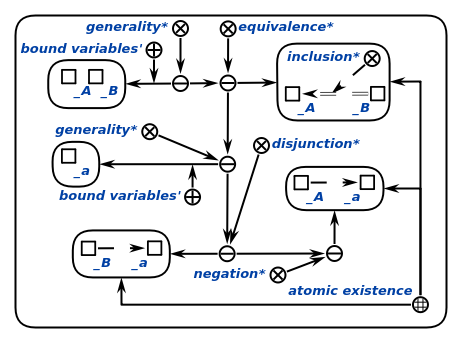 generality*
equivalence*
bound variables'
inclusion*
_A _B
_A _B
generality*
disjunction*
_a
bound variables'
_A _a
_B _a
negation*
atomic existence